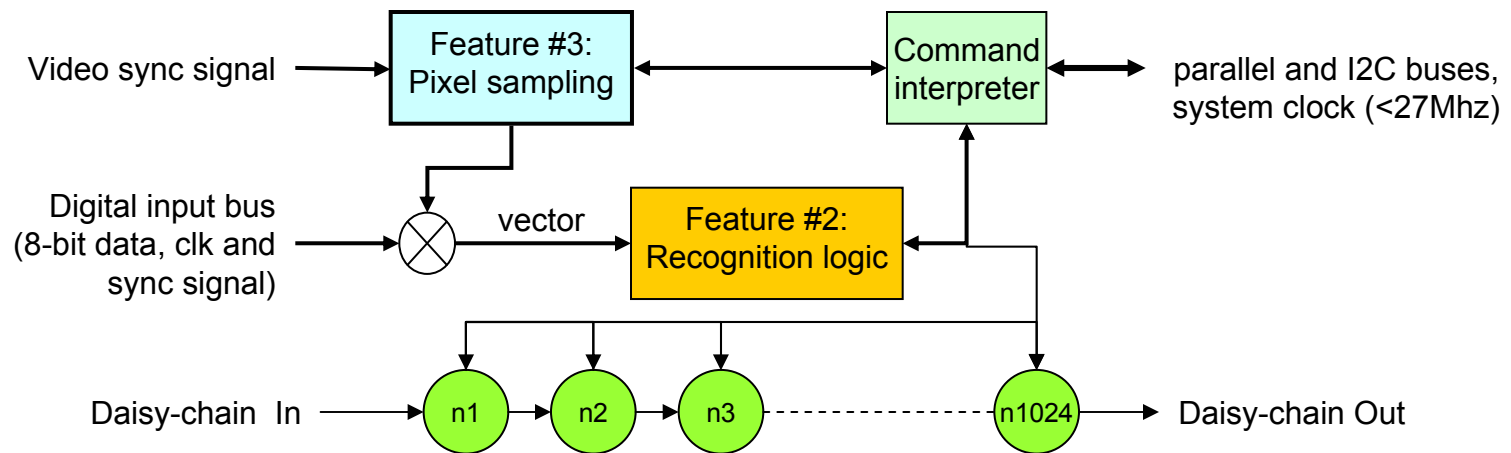 Video sync signal
Feature #3:
Pixel sampling
Command
interpreter
parallel and I2C buses,
system clock (<27Mhz)
Digital input bus
(8-bit data, clk and
sync signal)
vector
Feature #2:
Recognition logic
Daisy-chain In
n1
n2
n3
n1024
Daisy-chain Out